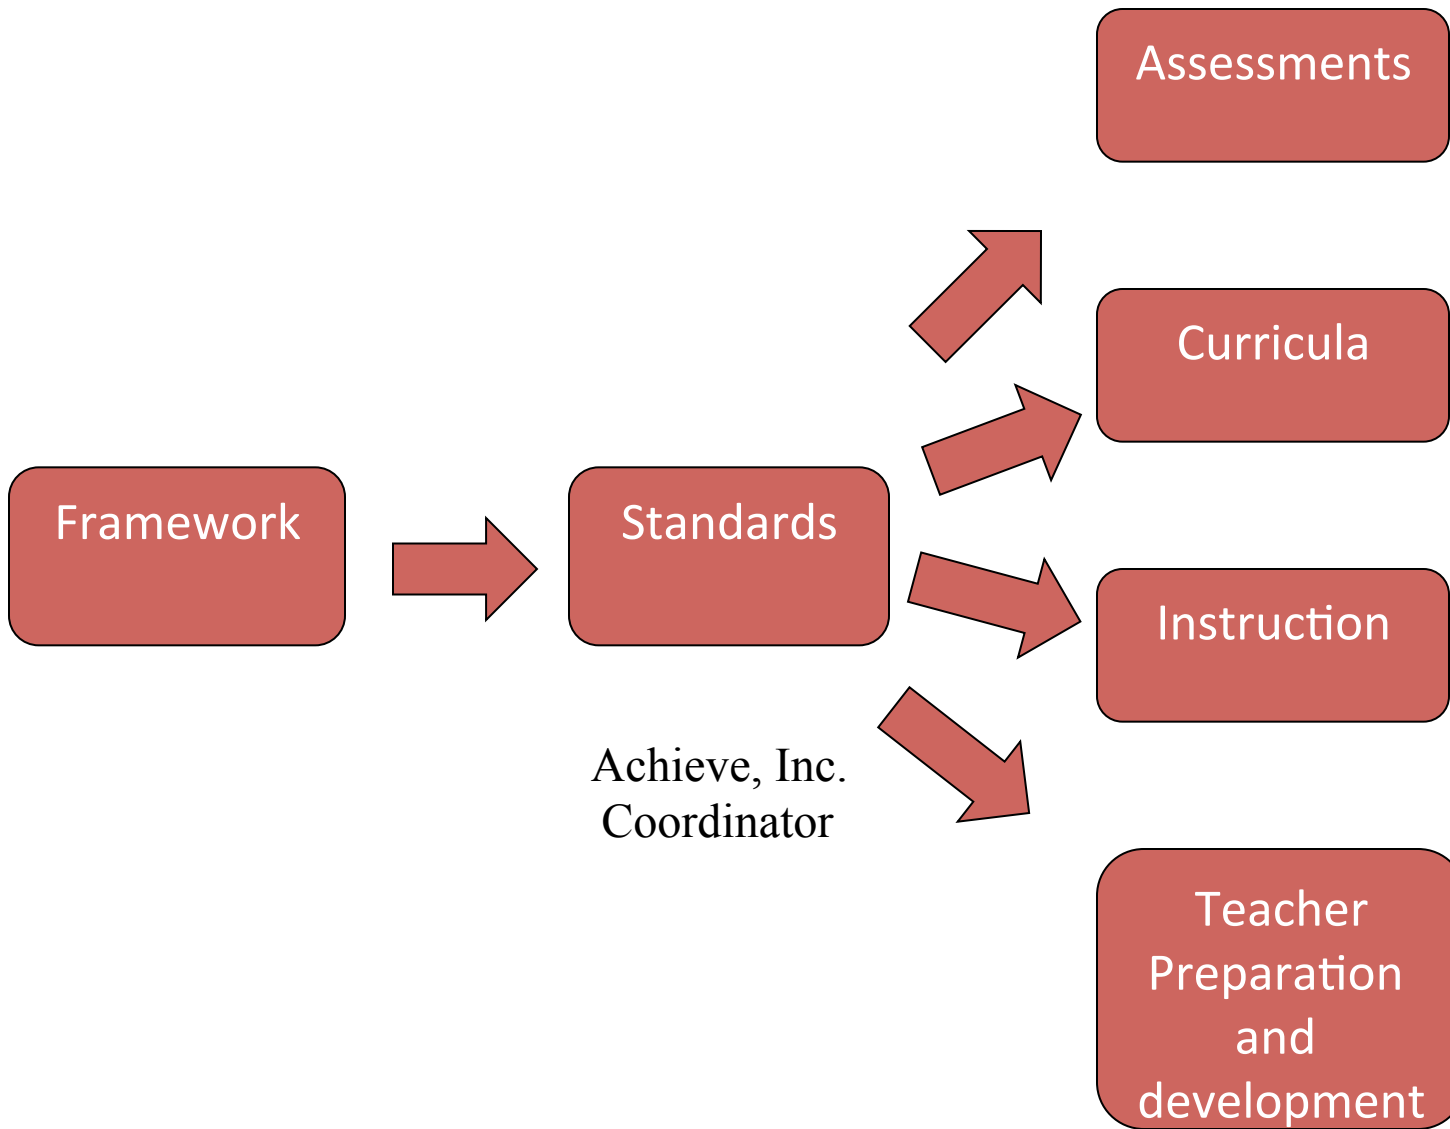 Framework
Standards
Achieve, Inc.
Coordinator
Assessments
Curricula
Instruction
Teacher
Preparation
and
development